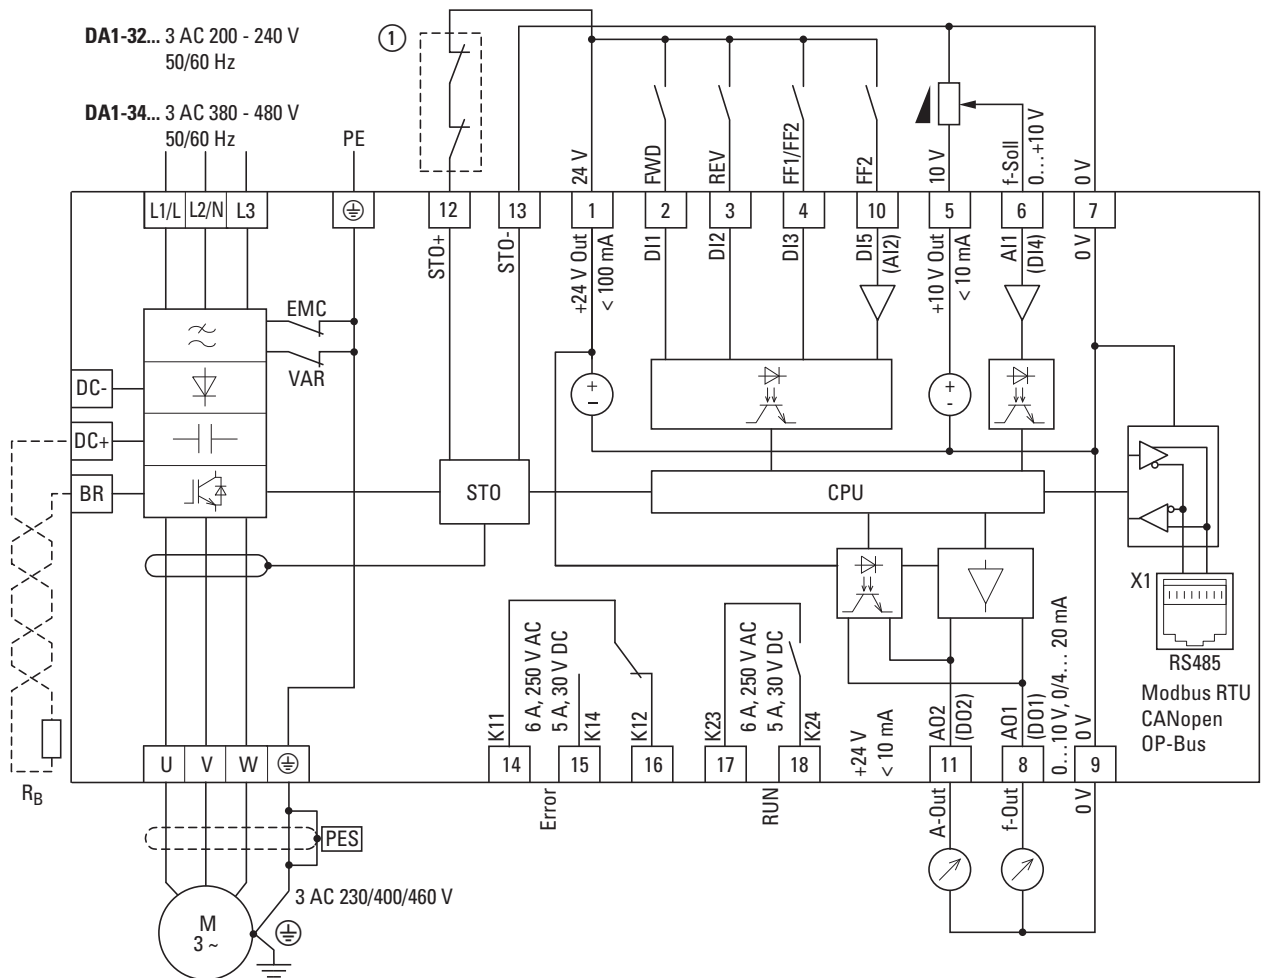 DA1-32... 3 AC 200 - 240 V
50/60 Hz
DA1-34... 3 AC 380 - 480 V
50/60 Hz
PE
1
24 V
FWD
REV
FF1/FF2
FF2
10 V
f-Soll
0…+10 V
0 V
L1/L L2/N L3
12 13 1 2 3 4 10 5 6 7
STO+
STO-
+24 V Out
< 100 mA
DI1
DI2
DI3
DI5
(AI2)
+10 V Out
< 10 mA
AI1
(DI4)
0 V
EMC
VAR
DC-
DC+
BR
+
–
+
-
STO
CPU
X1
RS485
Modbus RTU
CANopen
OP-Bus
K11
6 A, 250 V AC
5 A, 30 V DC
K14
K12
K23
6 A, 250 V AC
5 A, 30 V DC
K24
+24 V
< 10 mA
AO2
(DO2)
AO1
(DO1)
0…10 V, 0/4… 20 mA
0 V
U V W
14 15 16 17 18 11 8 9
RB
Error
RUN
A-Out
f-Out
0 V
PES
3 AC 230/400/460 V
M
3 ~